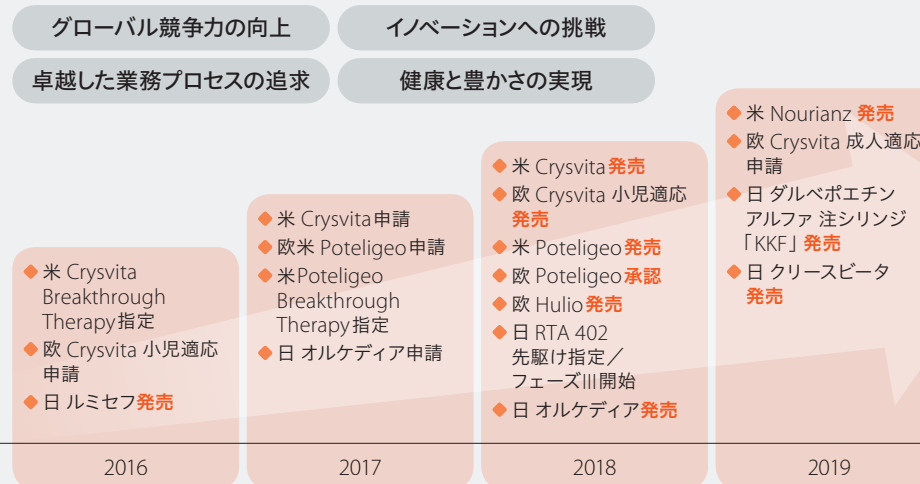 グローバル競争力の向上
イノベーションへの挑戦
卓越した業務プロセスの追求
健康と豊かさの実現
◆ 米 Crysvita
Breakthrough
Therapy指定
◆ 欧 Crysvita 小児適応
申請
◆ 日 ルミセフ発売
2016
◆ 米 Crysvita申請
◆ 欧米 Poteligeo申請
◆ 米Poteligeo
Breakthrough
Therapy指定
◆ 日 オルケディア申請
2017
◆ 米 Crysvita発売
◆ 欧 Crysvita 小児適応
発売
◆ 米 Poteligeo発売
◆ 欧 Poteligeo承認
◆ 欧 Hulio発売
◆ 日 RTA 402
先駆け指定／
フェーズIII開始
◆ 日 オルケディア発売
2018
◆ 米 Nourianz 発売
◆ 欧 Crysvita 成人適応
申請
◆ 日 ダルベポエチン
アルファ 注シリンジ
「KKF」発売
◆ 日 クリースビータ
発売
2019